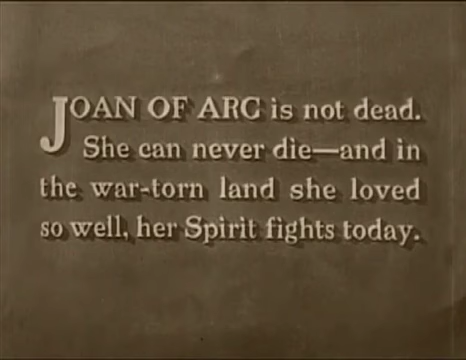 JOAN OF ARC is not dead.
She can never die—and in
the war-torn land she loved
so well, her Spirit fights today.